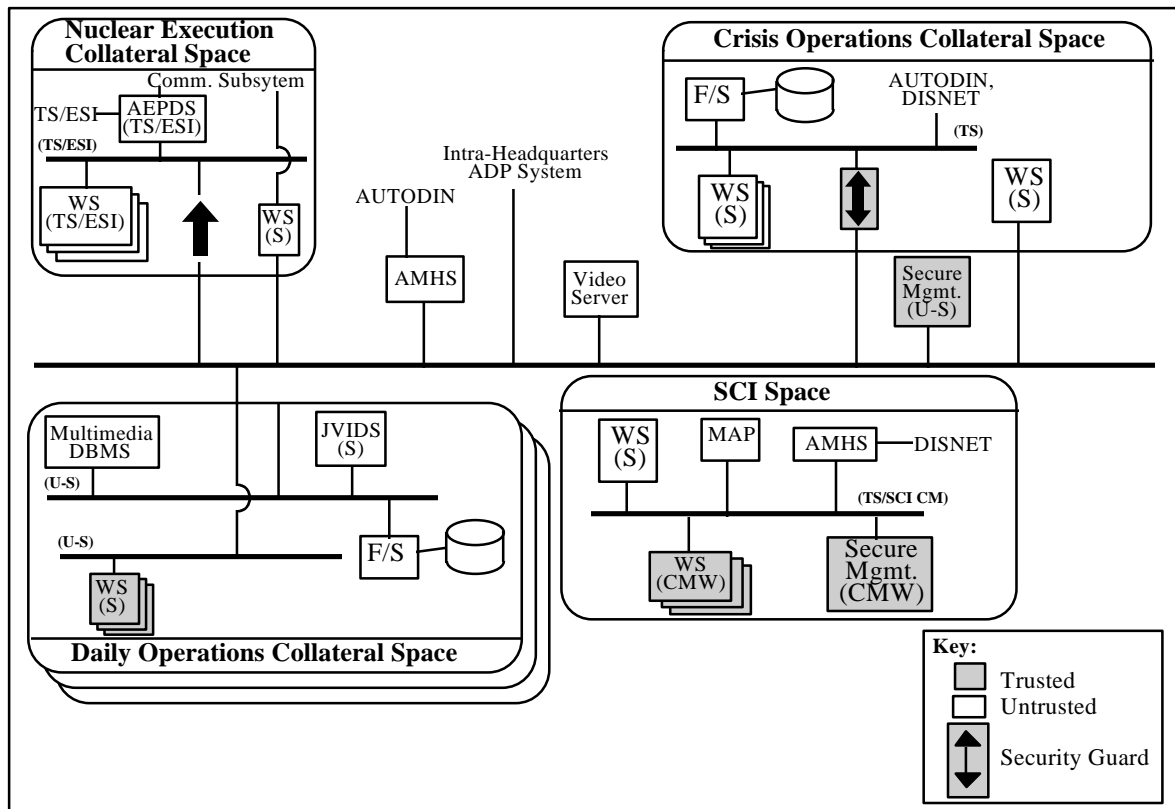 Nuclear Execution
Collateral Space
Comm. Subsytem
TS/ESI
AEPDS
(TS/ESI)
(TS/ESI)
WS
(TS/ESI)
WS
(S)
AUTODIN
AMHS
Intra-Headquarters
ADP System
Video
Server
Crisis Operations Collateral Space
F/S
AUTODIN,
DISNET
(TS)
WS
(S)
WS
(S)
Secure
Mgmt.
(U-S)
Multimedia
DBMS
JVIDS
(S)
(U-S)
(U-S)
F/S
WS
(S)
Daily Operations Collateral Space
SCI Space
WS
(S)
MAP
AMHS
DISNET
(TS/SCI CM)
WS
(CMW)
Secure
Mgmt.
(CMW)
Key:
Trusted
Untrusted
Security Guard